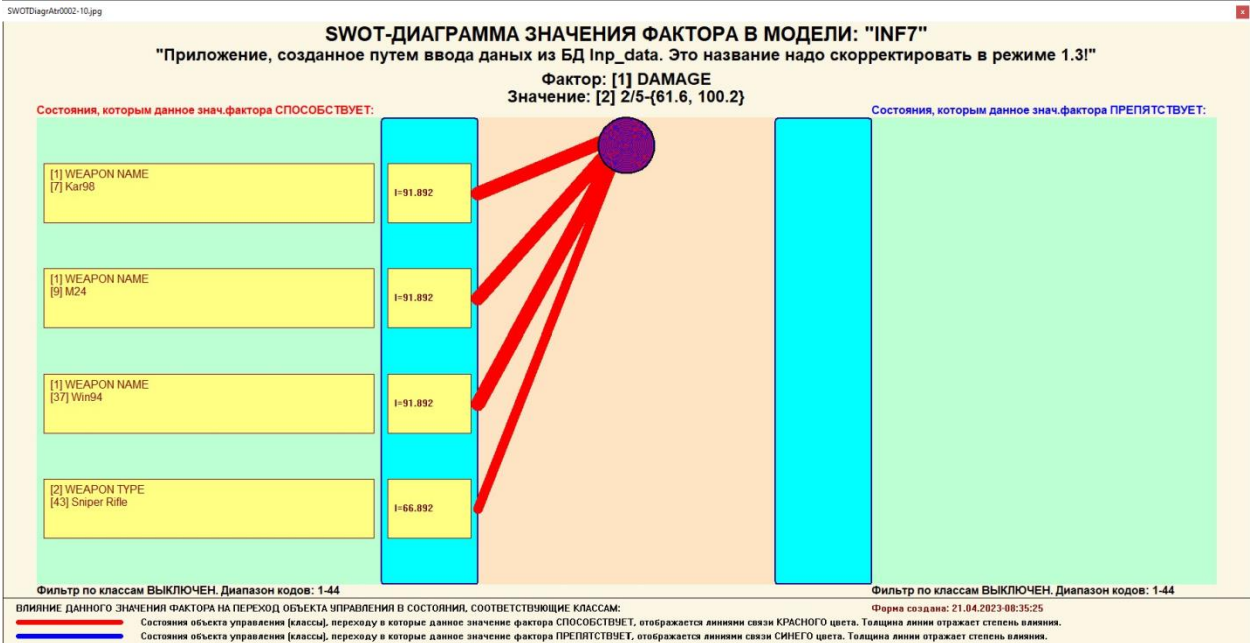 SWOTDiagrAtr0002-10.jpg
x
SWOT-ДИАГРАММА ЗНАЧЕНИЯ ФАКТОРА В МОДЕЛИ: "INF7"
"Приложение, созданное путем ввода даных из БД Inp_data. Это название надо скорректировать в режиме 1.3!"
Фактор: [1] DAMAGE
Значение: [2] 2/5-{61.6, 100.2}
Состояния, которым данное знач.фактора СПОСОБСТВУЕТ:
Состояния, которым данное знач.фактора ПРЕПЯТСТВУЕТ:
[1] WEAPON NAME
[7] Kar98
I=91.892
[1] WEAPON NAME
[9] M24
I=91.892
[1] WEAPON NAME
[37] Win94
I=91.892
[2] WEAPON TYPE
[43] Sniper Rifle
I=66.892
Фильтр по классам ВЫКЛЮЧЕН. Диапазон кодов: 1-44
Фильтр по классам ВЫКЛЮЧЕН. Диапазон кодов: 1-44
ВЛИЯНИЕ ДАННОГО ЗНАЧЕНИЯ ФАКТОРА НА ПЕРЕХОД ОБЪЕКТА УПРАВЛЕНИЯ В СОСТОЯНИЯ, СООТВЕТСТВУЮЩИЕ КЛАССАМ:
Форма создана: 21.04.2023-08:35:25
Состояния объекта управления (классы), переходу в которые данное значение фактора СПОСОБСТВУЕТ, отображается линиями связи КРАСНОГО цвета. Толщина линии отражает степень влияния.
Состояния объекта управления (классы), переходу в которые данное значение фактора ПРЕПЯТСТВУЕТ, отображается линиями связи СИНЕГО цвета. Толщина линии отражает степень влияния.